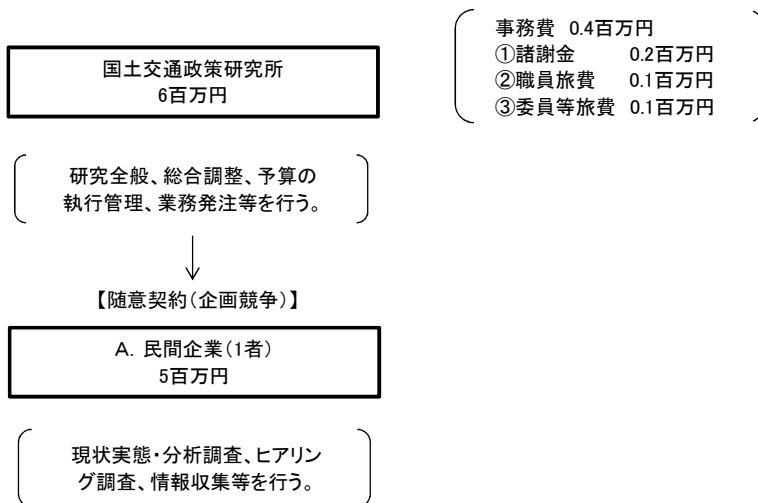 国土交通政策研究所
6百万円
事務費 0.4百万円
①諸謝金 0.2百万円
②職員旅費 0.1百万円
③委員等旅費 0.1百万円
研究全般、総合調整、予算の
執行管理、業務発注等を行う。
【随意契約(企画競争)】
A. 民間企業(1者)
5百万円
現状実態・分析調査、ヒアリン
グ調査、情報収集等を行う。